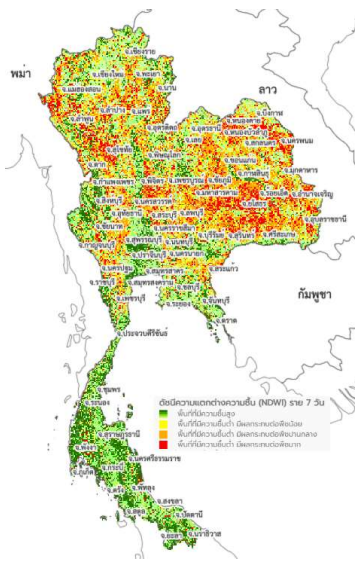 จ.เชียงราย
พม่า
จ.เชียงใหม่
จ.พะเยา
ลาว
จ.แม่ฮ่องสอน
จ.น่าน
จ.บึงกาฬ
จ.ลำปาง
จ.แพร่
จ.หนองคาย
จ.ลำพูน
จ.อุตรดิตถ์
จ.อุดรธานี
จ.หนองบัวลำภู
จ.นครพนม
จ.สุโขทัย
จ.เลย
จ.สกลนคร
จ.ตาก
จ.พิษณุโลก
จ.ขอนแก่น
จ.มุกดาหาร
จ.กำแพงเพชร
จ.พิจิตร
จ.เพชรบูรณ์
จ.ชัยภูมิ
จ.กาฬสินธุ์
จ.สิงห์บุรี
จ.นครสวรรค์
จ.มหาสารคาม
จ.ร้อยเอ็ด
จ.อำนาจเจริญ
จ.อุทัยธานี
จ.สระบุรี
จ.ลพบุรี
จ.ยโสธร
จ.ชัยนาท
จ.นครราชสีมา
จ.บุรีรัมย์
จ.สุรินทร์
จ.ศรีสะเกษ
จ.อุบลราชธานี
จ.กาญจนบุรี
จ.สุพรรณบุรี
จ.นนทบุรี
จ.ปราจีนบุรี
จ.นครนายก
จ.นครปฐม
จ.สมุทรสาคร
จ.สระแก้ว
จ.ราชบุรี
จ.สมุทรสงคราม
จ.ชลบุรี
กัมพูชา
จ.เพชรบุรี
จ.ระยอง
จ.จันทบุรี
จ.ตราด
จ.ประจวบคีรีขันธ์
จ.ชุมพร
จ.ระนอง
จ.สุราษฎร์ธานี
จ.พังงา
จ.นครศรีธรรมราช
จ.ภูเก็ต
จ.กระบี่
จ.ตรัง
จ.พัทลุง
จ.สงขลา
จ.สตูล
จ.ปัตตานี
จ.ยะลา
จ.นราธิวาส
ดัชนีความแตกต่างความชื้น (NDWI) ราย 7 วัน
พื้นที่ที่มีความชื้นสูง
พื้นที่ที่มีความชื้นต่ำ มีผลกระทบต่อพืชน้อย
พื้นที่ที่มีความชื้นต่ำ มีผลกระทบต่อพืชปานกลาง
พื้นที่ที่มีความชื้นต่ำ มีผลกระทบต่อพืชมาก